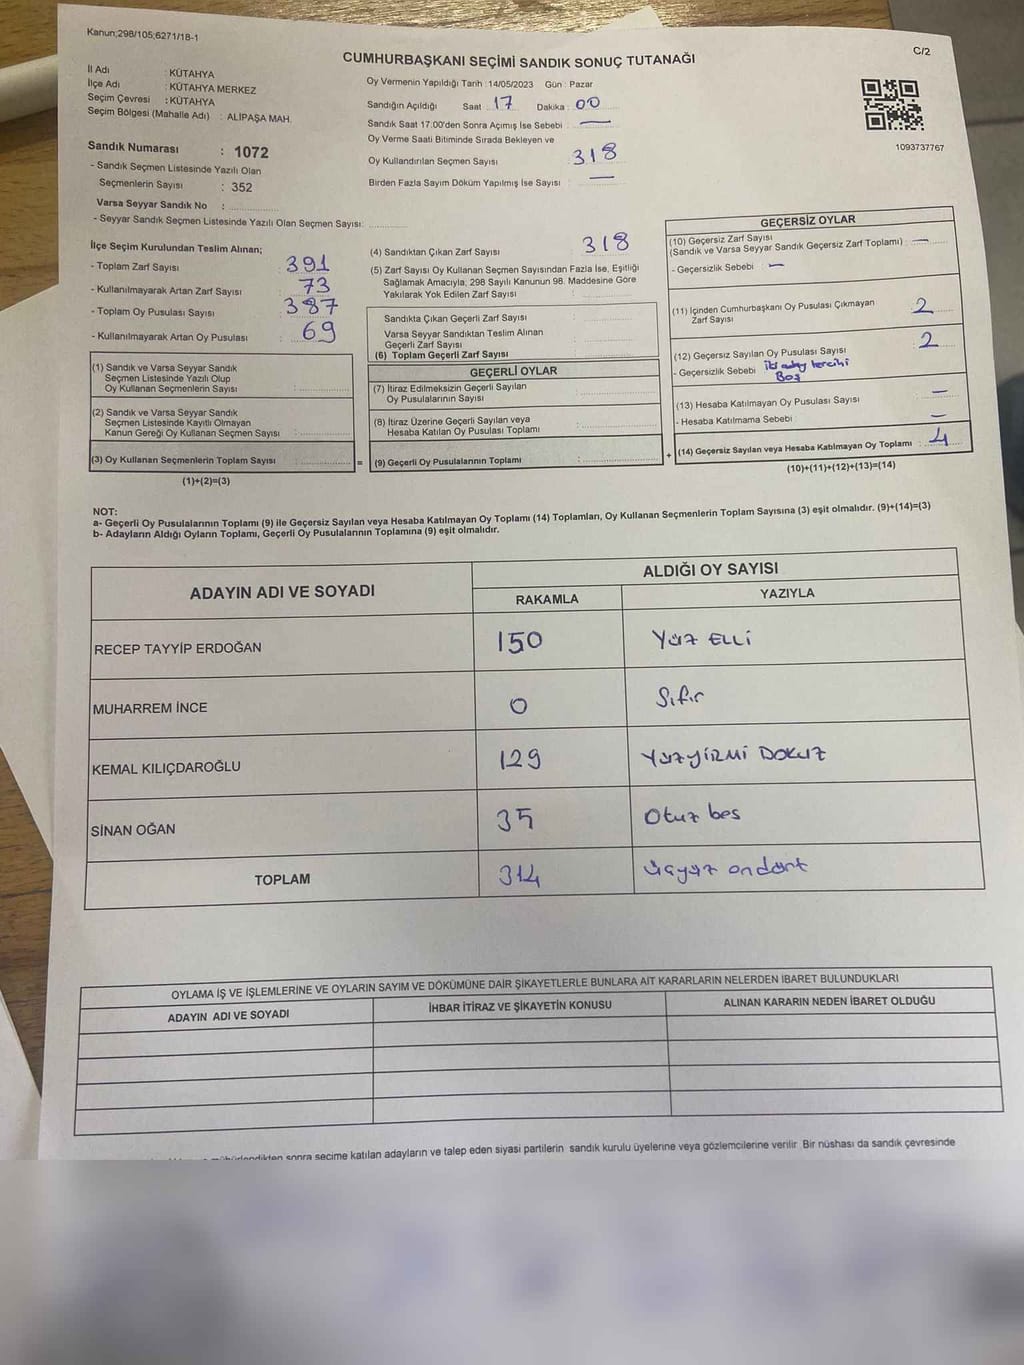 Kanun;298/105;6271/18-1
C/2
CUMHURBAŞKANI SEÇİMİ SANDIK SONUÇ TUTANAĞI
İl Adı : KÜTAHYA
İlçe Adı : KÜTAHYA MERKEZ
Seçim Çevresi : KÜTAHYA
Seçim Bölgesi (Mahalle Adı) : ALİPAŞA MAH.
Sandık Numarası : 1072
- Sandık Seçmen Listesinde Yazılı Olan
Seçmenlerin Sayısı : 352
Varsa Seyyar Sandık No :
- Seyyar Sandık Seçmen Listesinde Yazılı Olan Seçmen Sayısı:
Oy Vermenin Yapıldığı Tarih :14/05/2023 Gün : Pazar
Sandığın Açıldığı Saat : 17 Dakika : 00
Sandık Saat 17:00'den Sonra Açımış İse Sebebi : —
Oy Verme Saati Bitiminde Sırada Bekleyen ve
Oy Kullandırılan Seçmen Sayısı : 318
Birden Fazla Sayım Döküm Yapılmış İse Sayısı : —
1093737767
İlçe Seçim Kurulundan Teslim Alınan;
- Toplam Zarf Sayısı : 391
- Kullanılmayarak Artan Zarf Sayısı : 73
- Toplam Oy Pusulası Sayısı : 387
- Kullanılmayarak Artan Oy Pusulası : 69
(1) Sandık ve Varsa Seyyar Sandık
Seçmen Listesinde Yazılı Olup
Oy Kullanan Seçmenlerin Sayısı :
(2) Sandık ve Varsa Seyyar Sandık
Seçmen Listesinde Kayıtlı Olmayan
Kanun Gereği Oy Kullanan Seçmen Sayısı :
(3) Oy Kullanan Seçmenlerin Toplam Sayısı :
(1)+(2)=(3)
(4) Sandıktan Çıkan Zarf Sayısı : 318
(5) Zarf Sayısı Oy Kullanan Seçmen Sayısından Fazla İse, Eşitliği
Sağlamak Amacıyla, 298 Sayılı Kanunun 98. Maddesine Göre
Yakılarak Yok Edilen Zarf Sayısı :
Sandıkta Çıkan Geçerli Zarf Sayısı :
Varsa Seyyar Sandıktan Teslim Alınan
Geçerli Zarf Sayısı :
(6) Toplam Geçerli Zarf Sayısı :
GEÇERLİ OYLAR
(7) İtiraz Edilmeksizin Geçerli Sayılan
Oy Pusulalarının Sayısı :
(8) İtiraz Üzerine Geçerli Sayılan veya
Hesaba Katılan Oy Pusulası Toplamı :
= (9) Geçerli Oy Pusulalarının Toplamı : +
GEÇERSİZ OYLAR
(10) Geçersiz Zarf Sayısı
(Sandık ve Varsa Seyyar Sandık Geçersiz Zarf Toplamı) : —
- Geçersizlik Sebebi : —
(11) İçinden Cumhurbaşkanı Oy Pusulası Çıkmayan
Zarf Sayısı : 2
(12) Geçersiz Sayılan Oy Pusulası Sayısı : 2
- Geçersizlik Sebebi : iki aday tercihi
Boş
(13) Hesaba Katılmayan Oy Pusulası Sayısı : —
- Hesaba Katılmama Sebebi : —
(14) Geçersiz Sayılan veya Hesaba Katılmayan Oy Toplamı : 4
(10)+(11)+(12)+(13)=(14)
NOT:
a- Geçerli Oy Pusulalarının Toplamı (9) ile Geçersiz Sayılan veya Hesaba Katılmayan Oy Toplamı (14) Toplamları, Oy Kullanan Seçmenlerin Toplam Sayısına (3) eşit olmalıdır. (9)+(14)=(3)
b- Adayların Aldığı Oyların Toplamı, Geçerli Oy Pusulalarının Toplamına (9) eşit olmalıdır.
ADAYIN ADI VE SOYADI ALDIĞI OY SAYISI
RAKAMLA YAZIYLA
RECEP TAYYİP ERDOĞAN 150 Yüz ELLİ
MUHARREM İNCE 0 Sıfır
KEMAL KILIÇDAROĞLU 129 YüzYİRMİ DOKUZ
SİNAN OĞAN 35 Otuz beş
TOPLAM 314 üçyüz ondört
OYLAMA İŞ VE İŞLEMLERİNE VE OYLARIN SAYIM VE DÖKÜMÜNE DAİR ŞİKAYETLERLE BUNLARA AİT KARARLARIN NELERDEN İBARET BULUNDUKLARI
ADAYIN ADI VE SOYADI İHBAR İTİRAZ VE ŞİKAYETİN KONUSU ALINAN KARARIN NEDEN İBARET OLDUĞU
sonra seçime katılan adayların ve talep eden siyasi partilerin sandık kurulu üyelerine veya gözlemcilerine verilir. Bir nüshası da sandık çevresinde